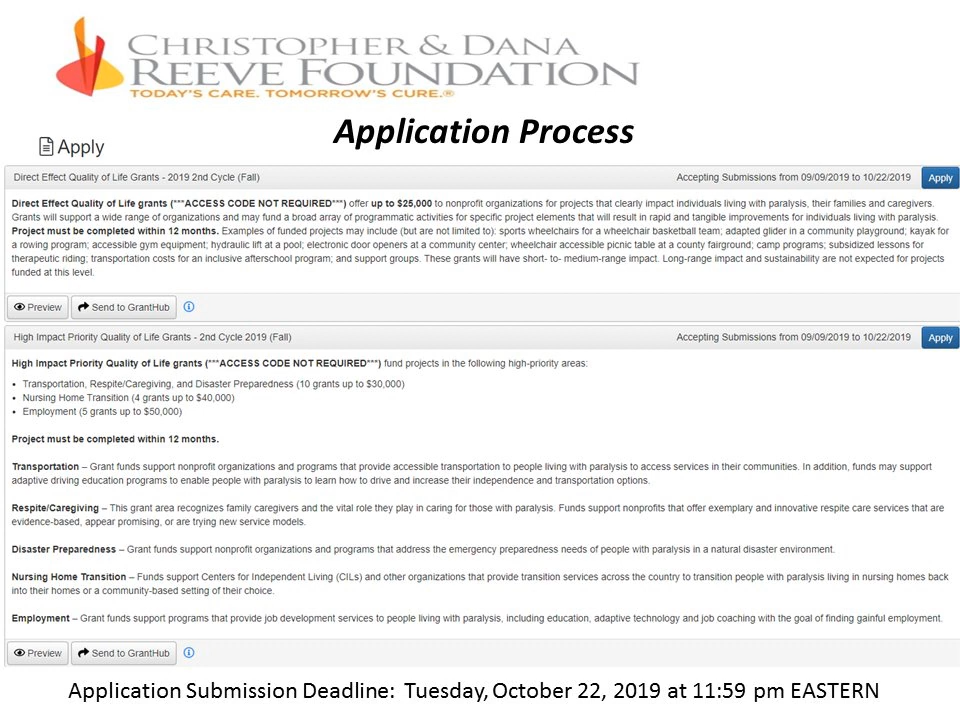 CHRISTOPHER & DANA
REEVE FOUNDATION
TODAY'S CARE. TOMORROW'S CURE.®
Application Process
Apply
Direct Effect Quality of Life Grants - 2019 2nd Cycle (Fall) Accepting Submissions from 09/09/2019 to 10/22/2019 Apply
Direct Effect Quality of Life grants (***ACCESS CODE NOT REQUIRED***) offer up to $25,000 to nonprofit organizations for projects that clearly impact individuals living with paralysis, their families and caregivers.
Grants will support a wide range of organizations and may fund a broad array of programmatic activities for specific project elements that will result in rapid and tangible improvements for individuals living with paralysis.
Project must be completed within 12 months. Examples of funded projects may include (but are not limited to): sports wheelchairs for a wheelchair basketball team; adapted glider in a community playground; kayak for
a rowing program; accessible gym equipment; hydraulic lift at a pool; electronic door openers at a community center; wheelchair accessible picnic table at a county fairground; camp programs; subsidized lessons for
therapeutic riding; transportation costs for an inclusive afterschool program; and support groups. These grants will have short- to- medium-range impact. Long-range impact and sustainability are not expected for projects
funded at this level.
Preview Send to GrantHub
High Impact Priority Quality of Life Grants - 2nd Cycle 2019 (Fall) Accepting Submissions from 09/09/2019 to 10/22/2019 Apply
High Impact Priority Quality of Life grants (***ACCESS CODE NOT REQUIRED***) fund projects in the following high-priority areas:
• Transportation, Respite/Caregiving, and Disaster Preparedness (10 grants up to $30,000)
• Nursing Home Transition (4 grants up to $40,000)
• Employment (5 grants up to $50,000)
Project must be completed within 12 months.
Transportation – Grant funds support nonprofit organizations and programs that provide accessible transportation to people living with paralysis to access services in their communities. In addition, funds may support
adaptive driving education programs to enable people with paralysis to learn how to drive and increase their independence and transportation options.
Respite/Caregiving – This grant area recognizes family caregivers and the vital role they play in caring for those with paralysis. Funds support nonprofits that offer exemplary and innovative respite care services that are
evidence-based, appear promising, or are trying new service models.
Disaster Preparedness – Grant funds support nonprofit organizations and programs that address the emergency preparedness needs of people with paralysis in a natural disaster environment.
Nursing Home Transition – Funds support Centers for Independent Living (CILs) and other organizations that provide transition services across the country to transition people with paralysis living in nursing homes back
into their homes or a community-based setting of their choice.
Employment – Grant funds support programs that provide job development services to people living with paralysis, including education, adaptive technology and job coaching with the goal of finding gainful employment.
Preview Send to GrantHub
Application Submission Deadline: Tuesday, October 22, 2019 at 11:59 pm EASTERN